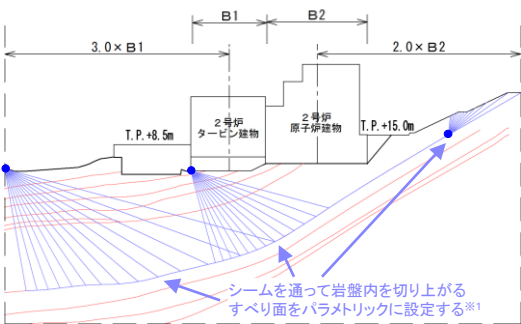 B1
B2
3.0×B1
2.0×B2
2号炉
タービン建物
2号炉
原子炉建物
T.P.+8.5m
T.P.+15.0m
シームを通って岩盤内を切り上がる
すべり面をパラメトリックに設定する※1